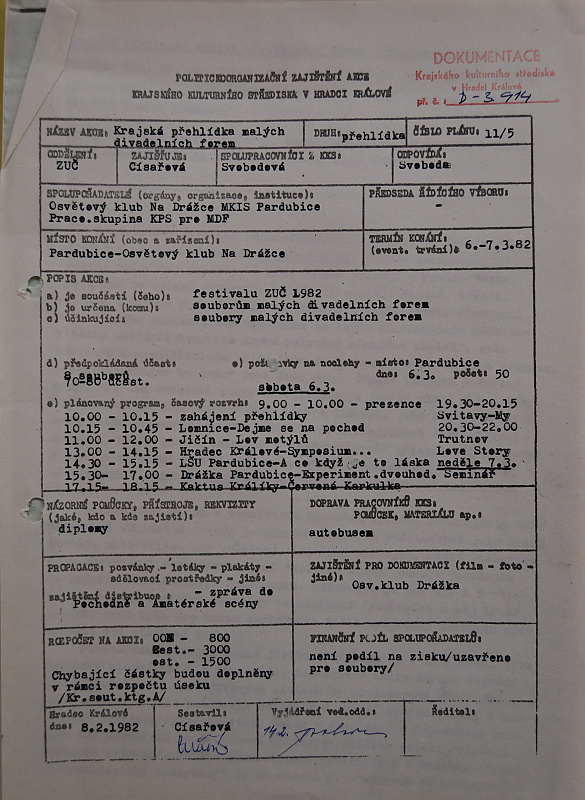 DOKUMENTACE
Krajského kulturního střediska
v Hradci Králové
př. č.: D-3.914
POLITICKOORGANIZAČNÍ ZAJIŠTĚNÍ AKCE
KRAJSKÉHO KULTURNÍHO STŘEDISKA V HRADCI KRÁLOVÉ
NÁZEV AKCE: Krajská přehlídka malých
divadelních forem
DRUH: přehlídka
ČÍSLO PLÁNU: 11/5
ODDĚLENÍ:
ZUČ
ZAJIŠŤUJE:
Císařová
SPOLUPRACOVNÍCI Z KKS:
Svobodová
ODPOVÍDÁ:
Svoboda
SPOLUPOŘADATELÉ (orgány, organizace, instituce):
Osvětový klub Na Drážce MKIS Pardubice
Prac.skupina KPS pro MDF
PŘEDSEDA ŘÍDÍCÍHO VÝBORU:
-
MÍSTO KONÁNÍ (obec a zařízení):
Pardubice-Osvětový klub Na Drážce
TERMÍN KONÁNÍ:
(event. trvání): 6.-7.3.82
POPIS AKCE:
a) je součástí (čeho): festivalu ZUČ 1982
b) je určena (komu): souborům malých divadelních forem
c) účinkující: soubory malých divadelních forem
d) předpokládaná účast:
8 souborů
70-80 účast.
e) požadavky na noclehy - místo: Pardubice
dne: 6.3. počet: 50
sobota 6.3.
e) plánovaný program, časový rozvrh: 9.00 - 10.00 - prezence 19.30-20.15
10.00 - 10.15 - zahájení přehlídky Svitavy-My
10.15 - 10.45 - Lomnice-Dejme se na pochod 20.30-22.00
11.00 - 12.00 - Jičín - Lov motýlů Trutnov
13.00 - 14.15 - Hradec Králové-Symposium... Love Story
14.30 - 15.15 - LŠU Pardubice-A co když je to láska neděle 7.3.
15.30- 17.00 - Drážka Pardubice-Experiment.dvouhod. Seminář
17.15- 18.15 - Kaktus Králíky-Červená Karkulka
NÁZORNÉ POMŮCKY, PŘÍSTROJE, REKVIZITY
(jaké, kdo a kde zajistí):
diplomy
DOPRAVA PRACOVNÍKŮ KKS:
POMŮCEK, MATERIÁLU ap.:
autobusem
PROPAGACE: pozvánky - letáky - plakáty -
sdělovací prostředky - jiné:
zajištění distribuce: - zpráva do
Pochodně a Amatérské scény
ZAJIŠTĚNÍ PRO DOKUMENTACI (film - foto -
jiné):
Osv.klub Drážka
ROZPOČET NA AKCI: OON - 800
cest.- 3000
ost. - 1500
Chybající částky budou doplněny
v rámci rozpočtu úseku
/Kr.sout.ktg.A/
FINANČNÍ PODÍL SPOLUPOŘADATELŮ:
není podíl na zisku/uzavřeno
pro soubory/
Hradec Králové
dne: 8.2.1982
Sestavil:
Císařová
Vyjádření ved.odd.:
14.2.
Ředitel: